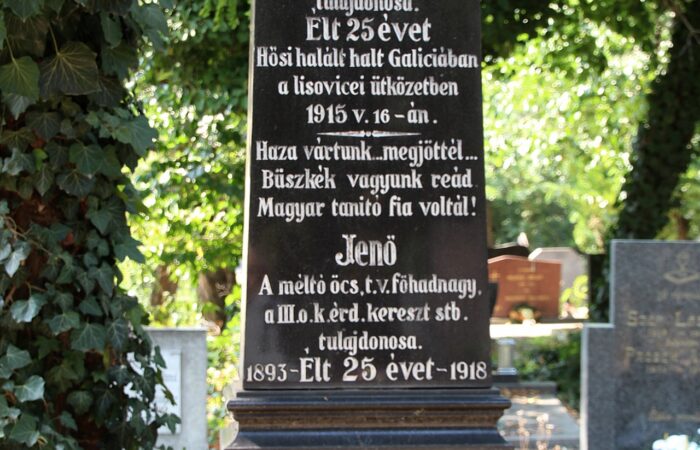 tulajdonosa.
Élt 25 évet
Hősi halált halt Galiciában
a lisovicei ütközetben
1915 V. 16-án.
Haza vártunk...megjöttél...
Büszkék vagyunk reád
Magyar tanitó fia voltál!
Jenő
A méltó öcs, t.v. főhadnagy,
a III.o.k.érd.kereszt stb.
tulajdonosa.
1893-Élt 25 évet-1918